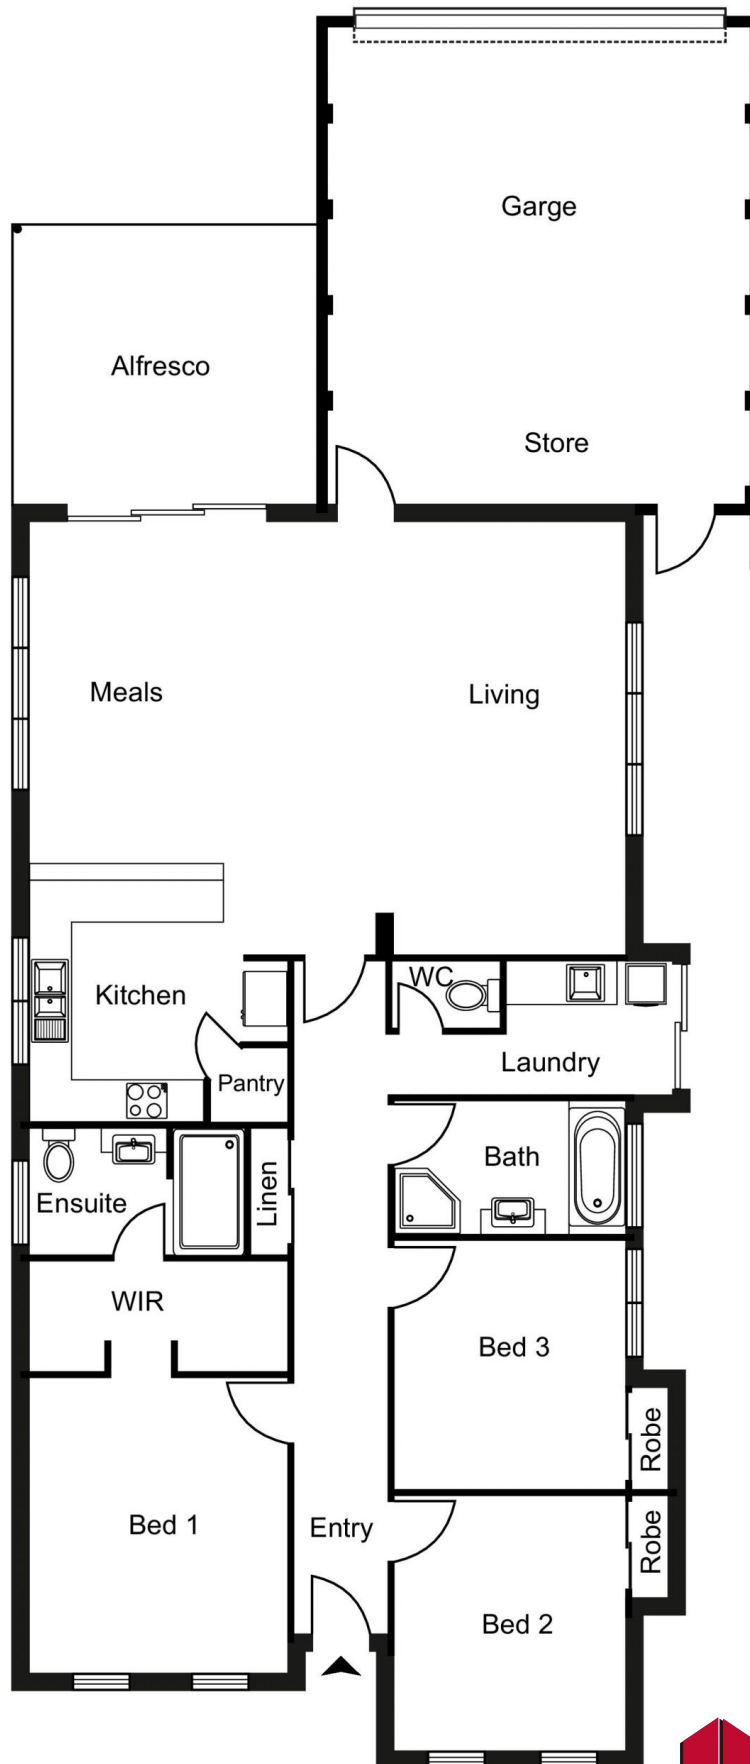 Garge
Alfresco
Store
Meals
Living
Kitchen
WC
Laundry
Pantry
Bath
Ensuite
Linen
WIR
Bed 3
Robe
Bed 1
Entry
Robe
Bed 2